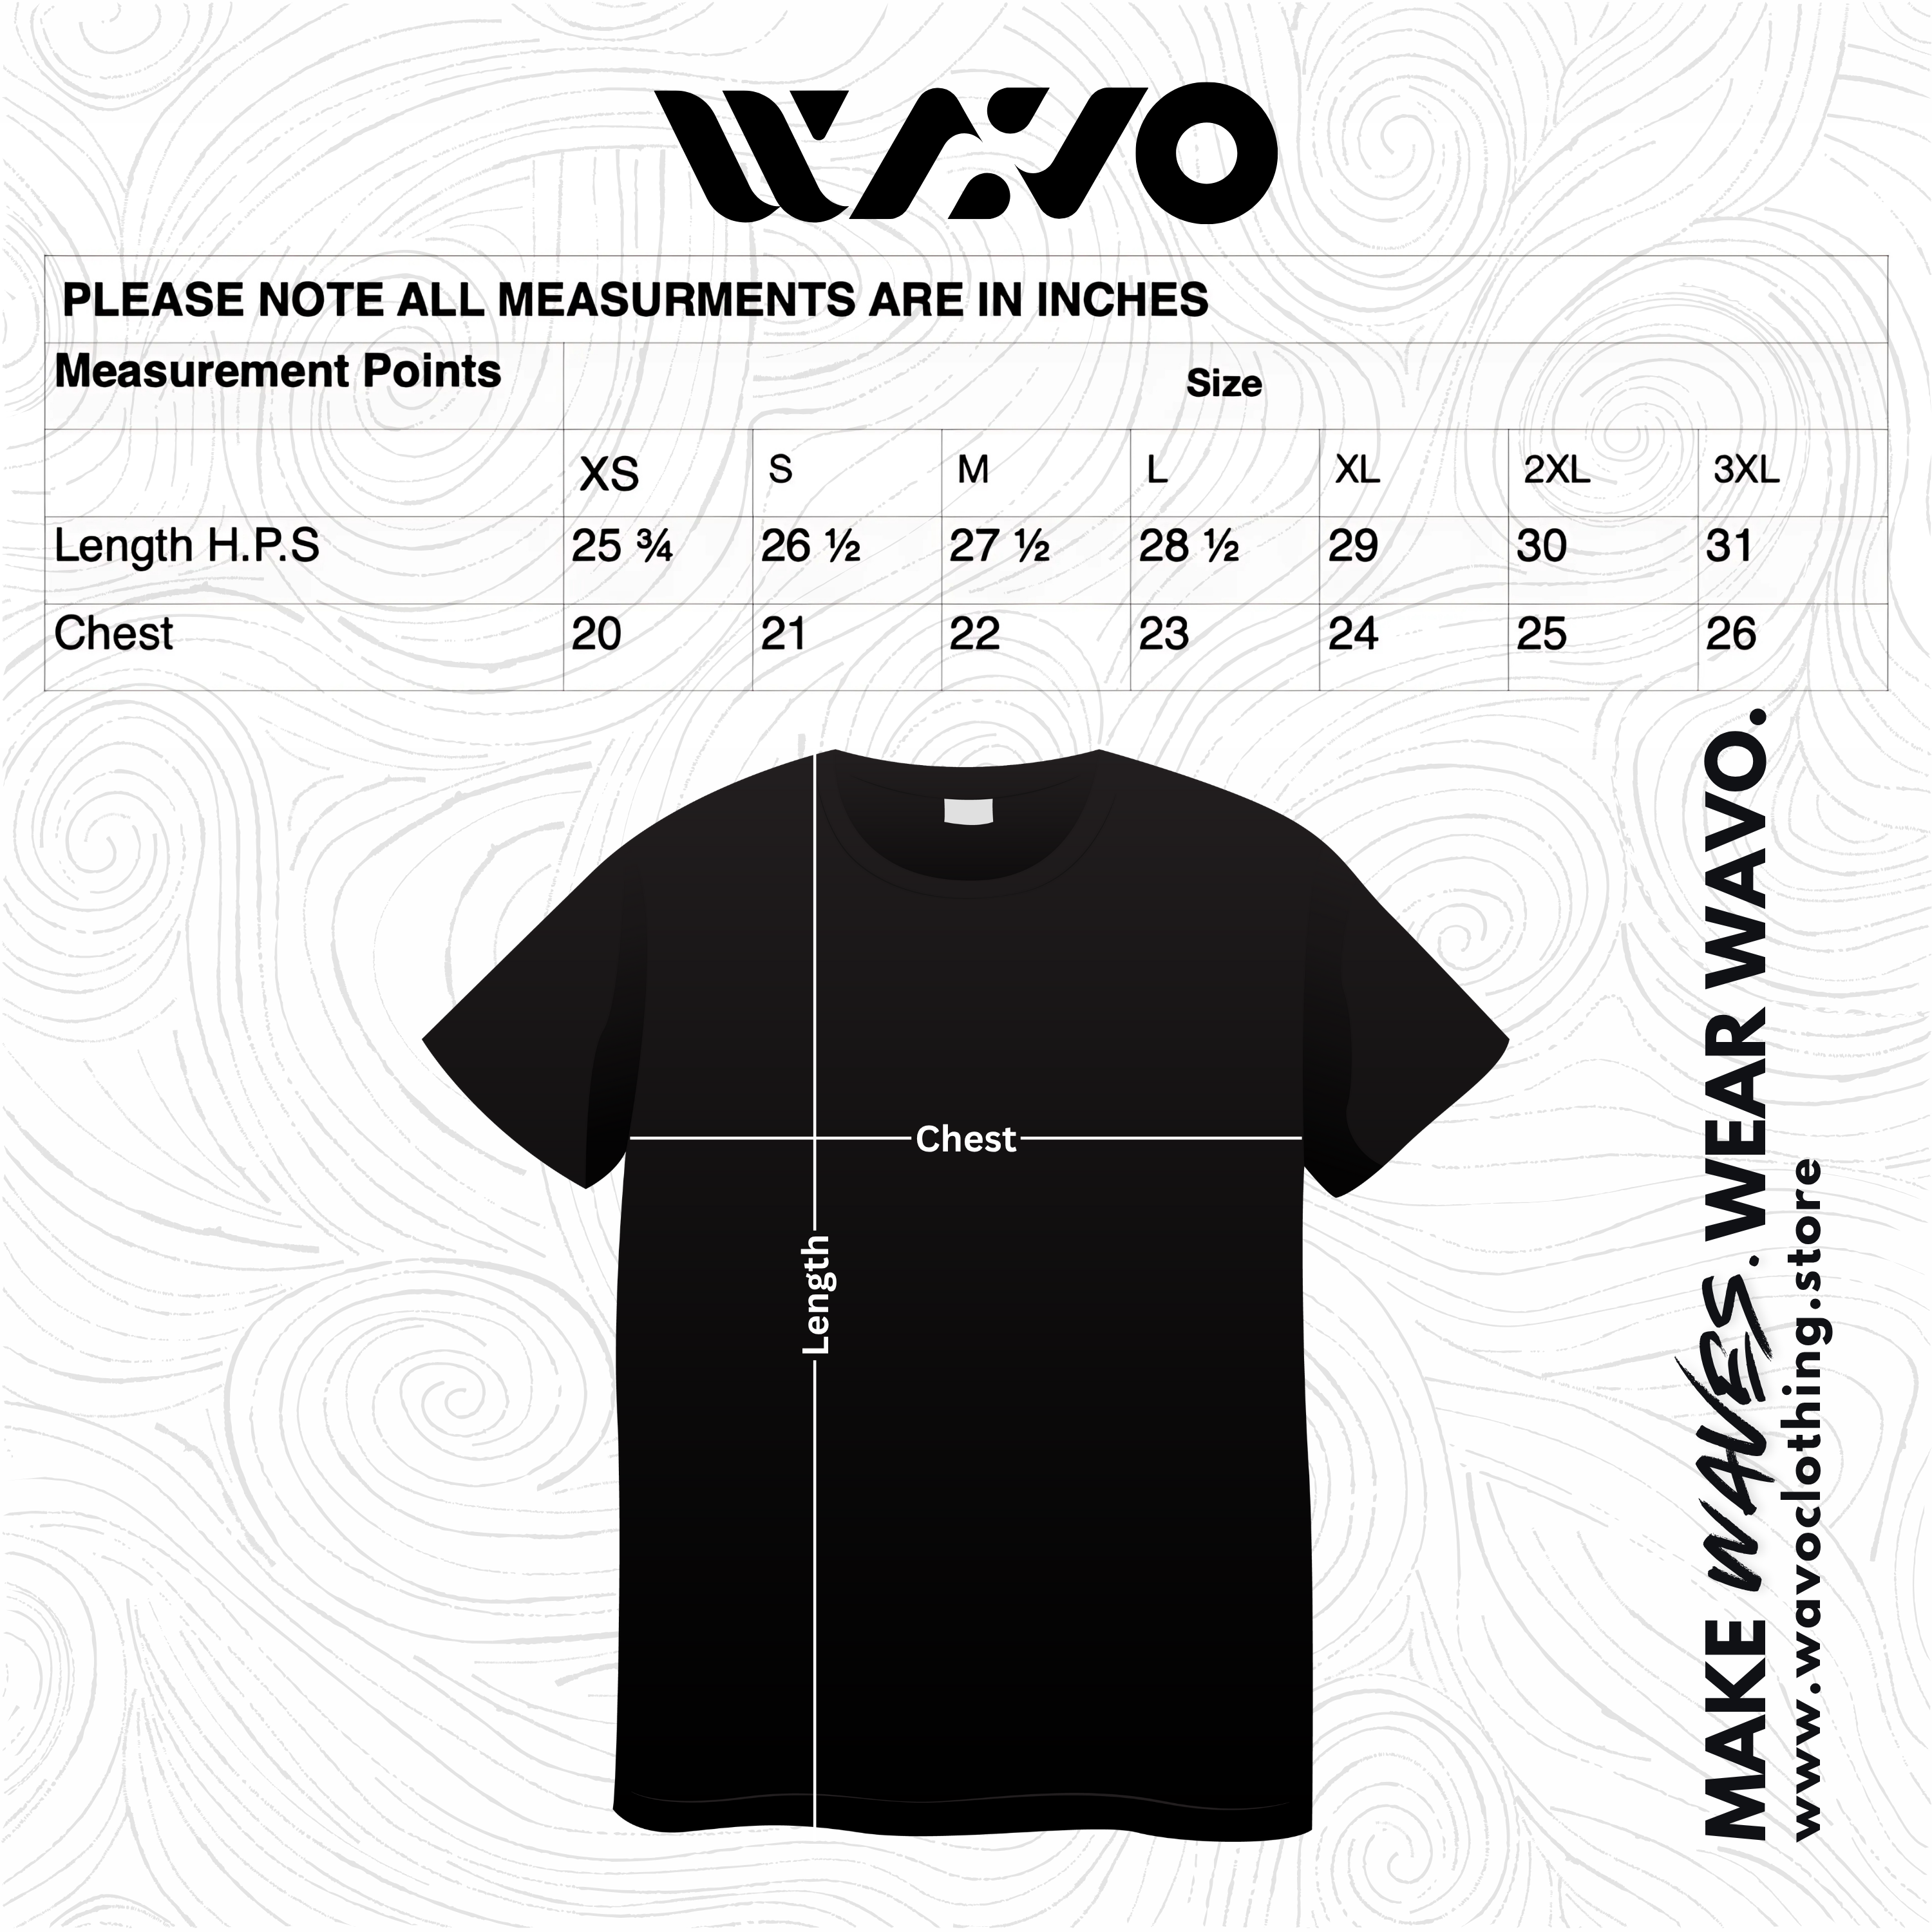 WAVO
PLEASE NOTE ALL MEASURMENTS ARE IN INCHES
Measurement Points Size
XS S M L XL 2XL 3XL
Length H.P.S 25 ¾ 26 ½ 27 ½ 28 ½ 29 30 31
Chest 20 21 22 23 24 25 26
Chest
Length
MAKE WAVES. WEAR WAVO.
www.wavoclothing.store